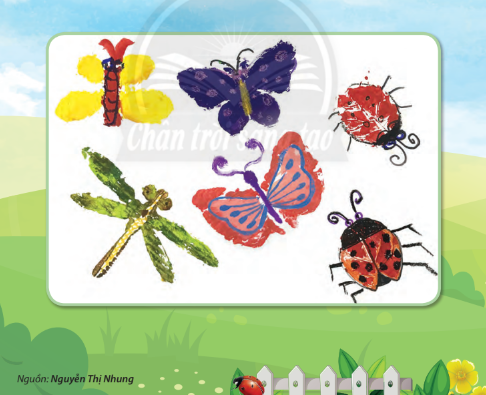 Chân trời sáng tạo
Nguồn: Nguyễn Thị Nhung